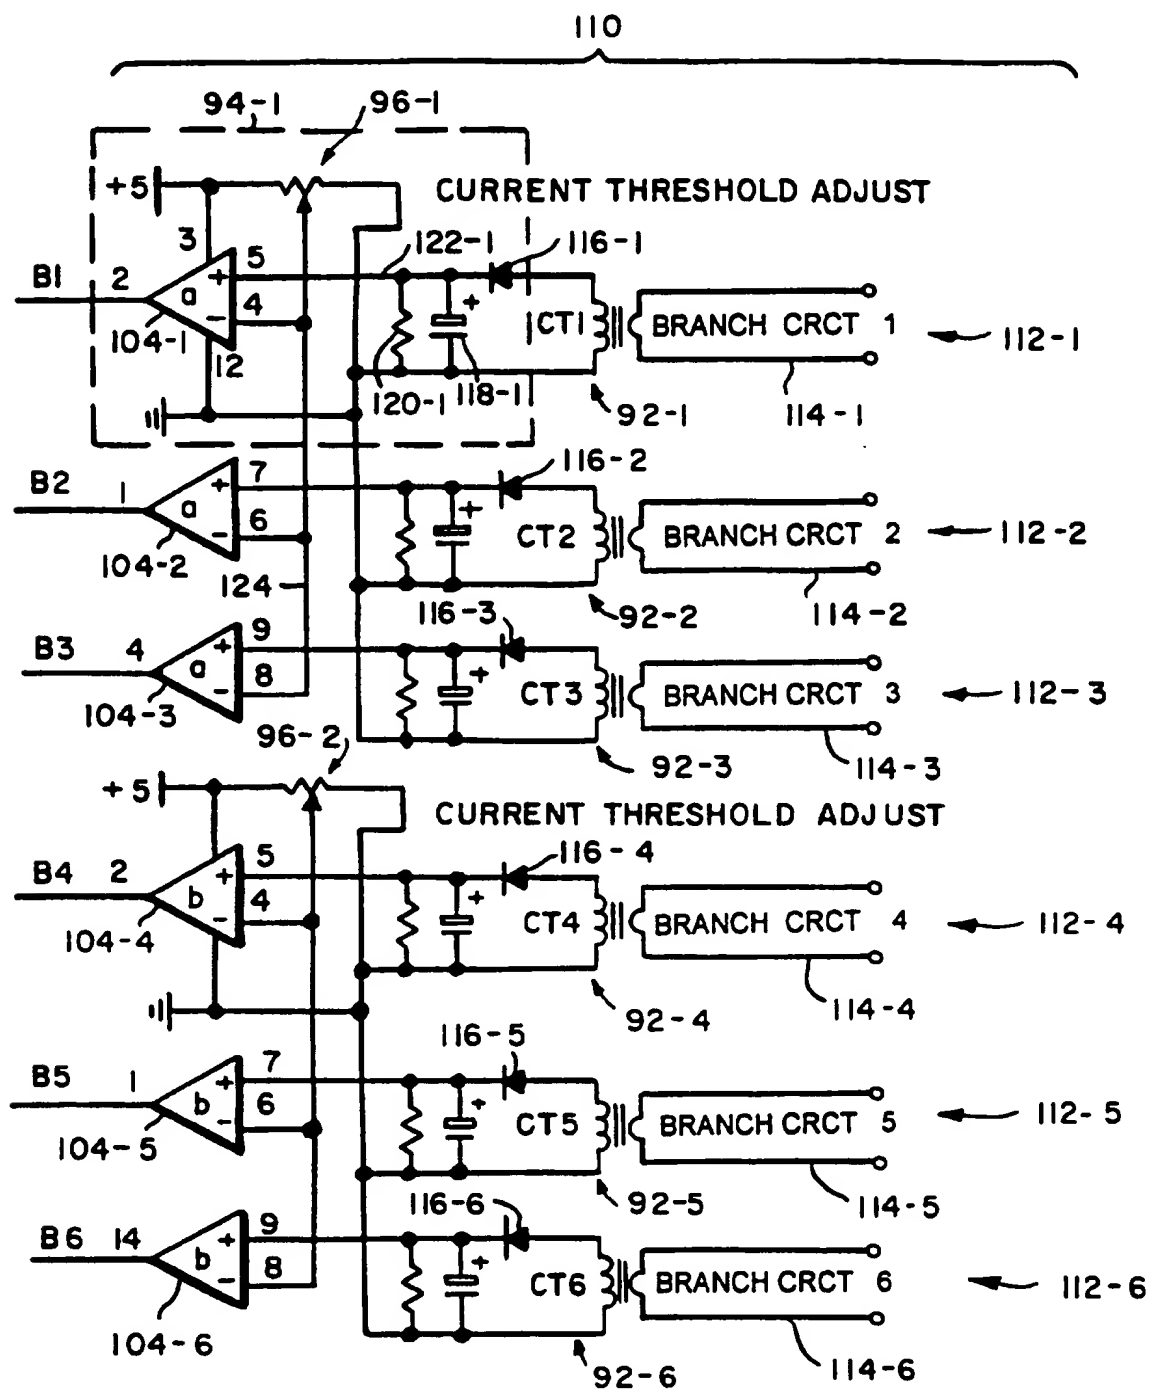 110
94-1 96-1
+5 CURRENT THRESHOLD ADJUST
3 5 122-1 116-1
B1 2 a + - 4 + CT1 BRANCH CRCT 1 112-1
104-1 12 120-1 118-1 92-1 114-1
116-2
B2 1 a + - 7 6 + CT2 BRANCH CRCT 2 112-2
104-2 124 92-2 114-2
116-3
B3 4 a + - 9 8 + CT3 BRANCH CRCT 3 112-3
104-3 92-3 114-3
96-2
+5 CURRENT THRESHOLD ADJUST
116-4
B4 2 b + - 5 4 + CT4 BRANCH CRCT 4 112-4
104-4 92-4 114-4
116-5
B5 1 b + - 7 6 + CT5 BRANCH CRCT 5 112-5
104-5 92-5 114-5
116-6
B6 14 b + - 9 8 + CT6 BRANCH CRCT 6 112-6
104-6 92-6 114-6